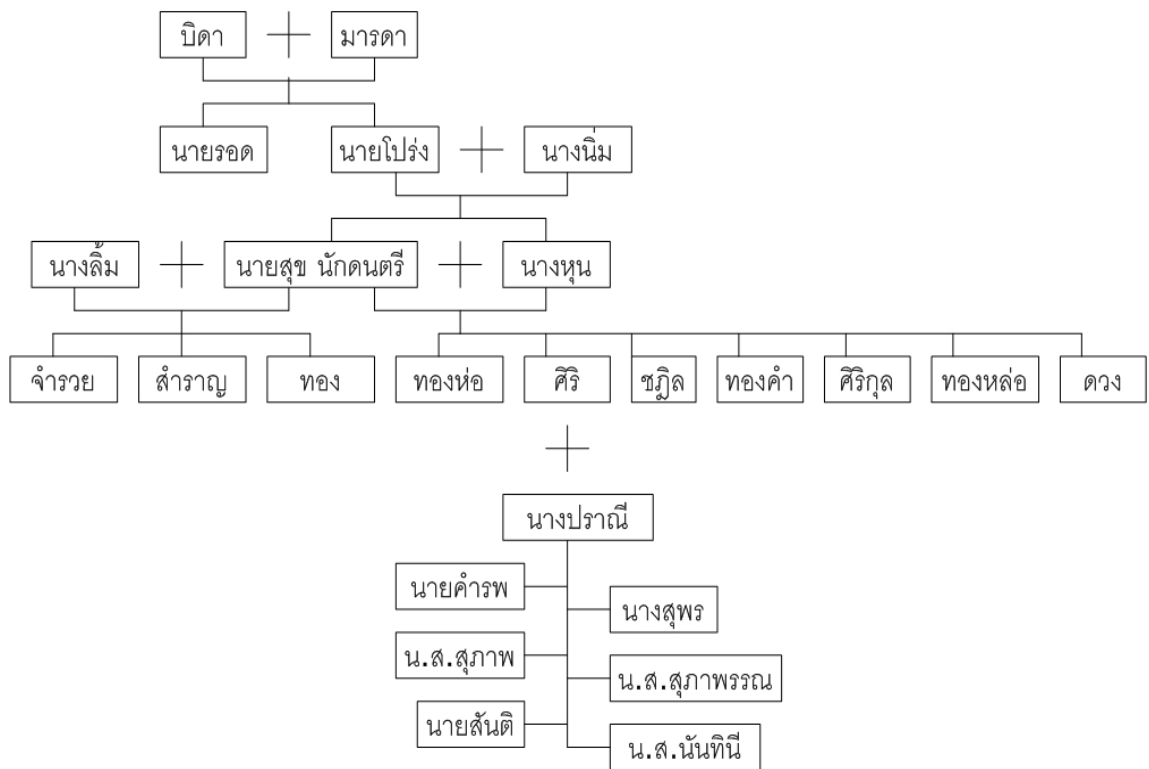 บิดา
มารดา
นายรอด
นายโปร่ง
นางนิ่ม
นางลิ้ม
นายสุข นักดนตรี
นางหุน
จำรวย
สำราญ
ทอง
ทองห่อ
ศิริ
ชฎิล
ทองคำ
ศิริกุล
ทองหล่อ
ดวง
นางปราณี
นายคำรพ
นางสุพร
น.ส.สุภาพ
น.ส.สุภาพรรณ
นายสันติ
น.ส.นันทินี